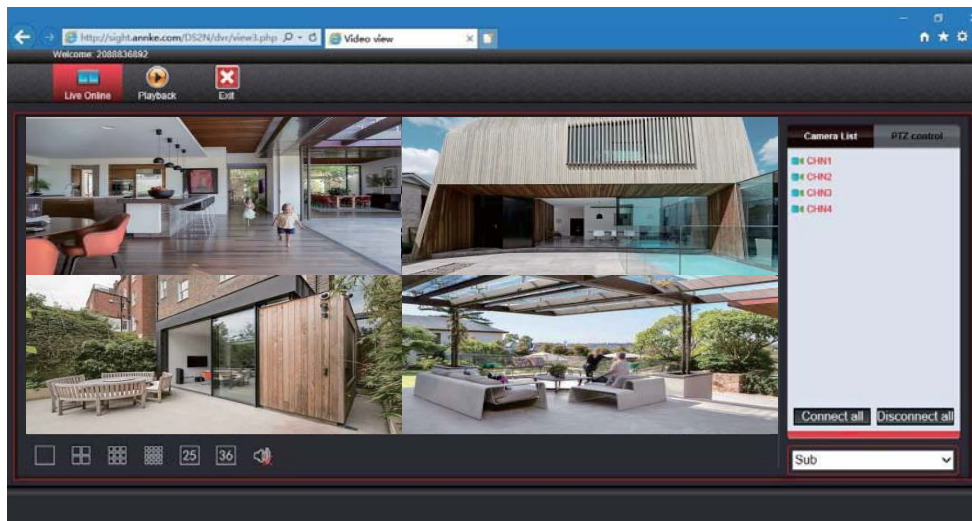 http://sight.annke.com/DS2N/dvr/view3.php
Video view
Welcome: 2088836892
Live Online
Playback
Exit
Camera List
PTZ control
CHN1
CHN2
CHN3
CHN4
Connect all
Disconnect all
25
36
Sub